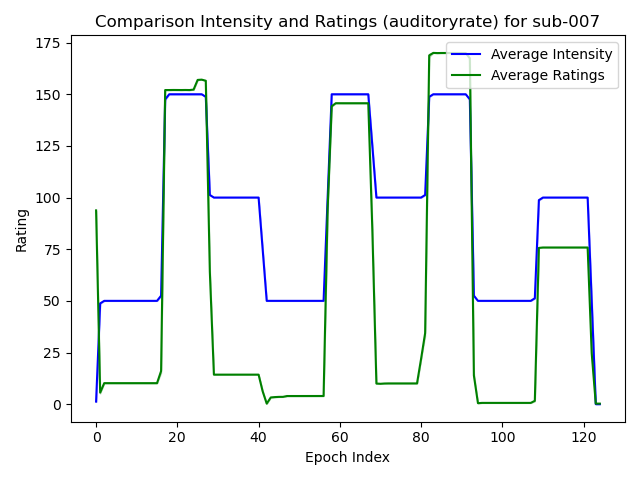 Comparison Intensity and Ratings (auditoryrate) for sub-007
Average Intensity
Average Ratings
Rating
175
150
125
100
75
50
25
0
0 20 40 60 80 100 120
Epoch Index